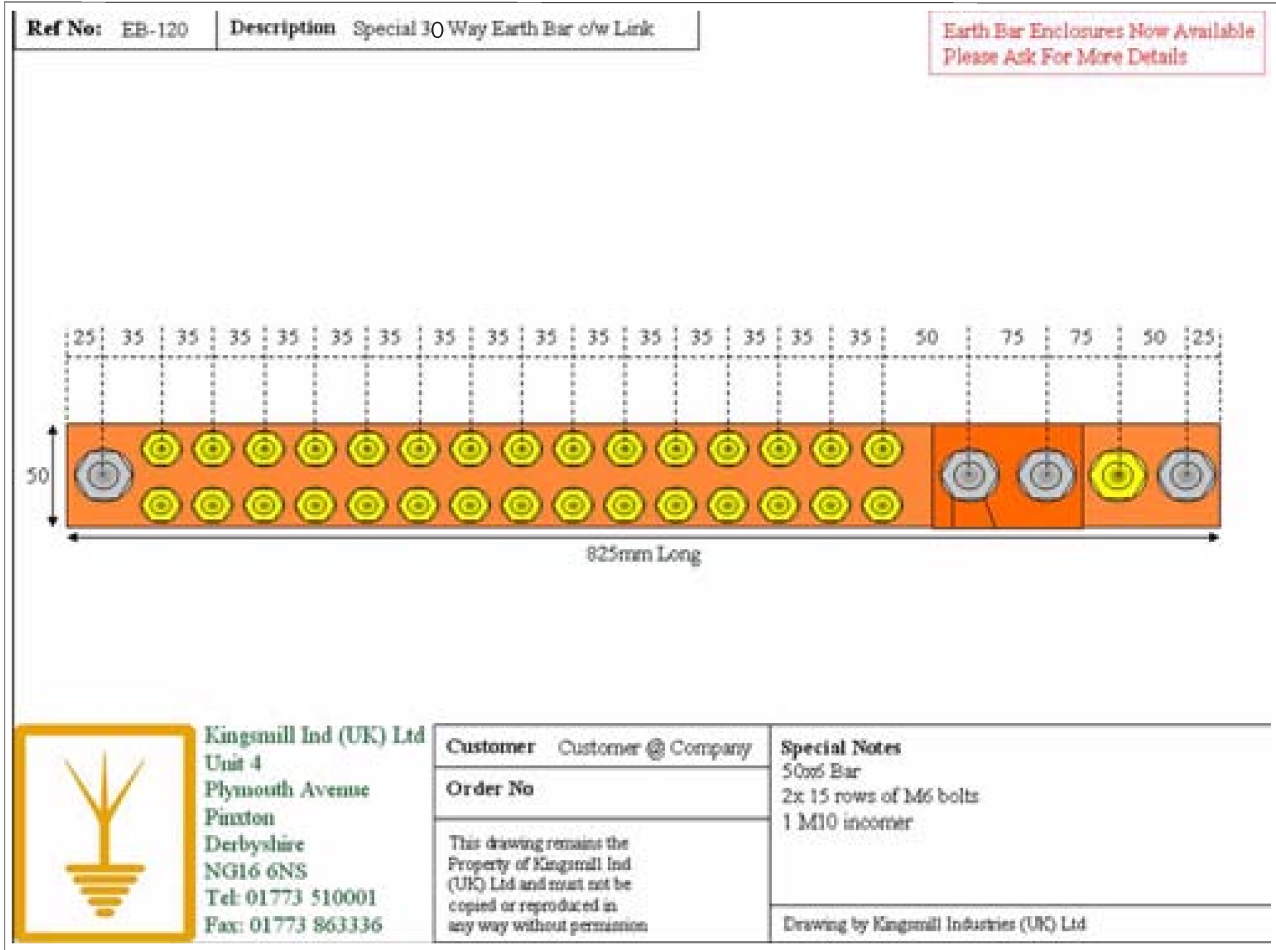 Ref No: EB-120 Description Special 30 Way Earth Bar c/w Link
Earth Bar Enclosures Now Available
Please Ask For More Details
25 35 35 35 35 35 35 35 35 35 35 35 35 35 35 35 50 75 75 50 25
50
825mm Long
Kingsmill Ind (UK) Ltd
Unit 4
Plymouth Avenue
Pinxton
Derbyshire
NG16 6NS
Tel: 01773 510001
Fax: 01773 863336
Customer Customer @ Company
Order No
This drawing remains the
Property of Kingsmill Ind
(UK) Ltd and must not be
copied or reproduced in
any way without permission
Special Notes
50x6 Bar
2x 15 rows of M6 bolts
1 M10 incomer
Drawing by Kingsmill Industries (UK) Ltd